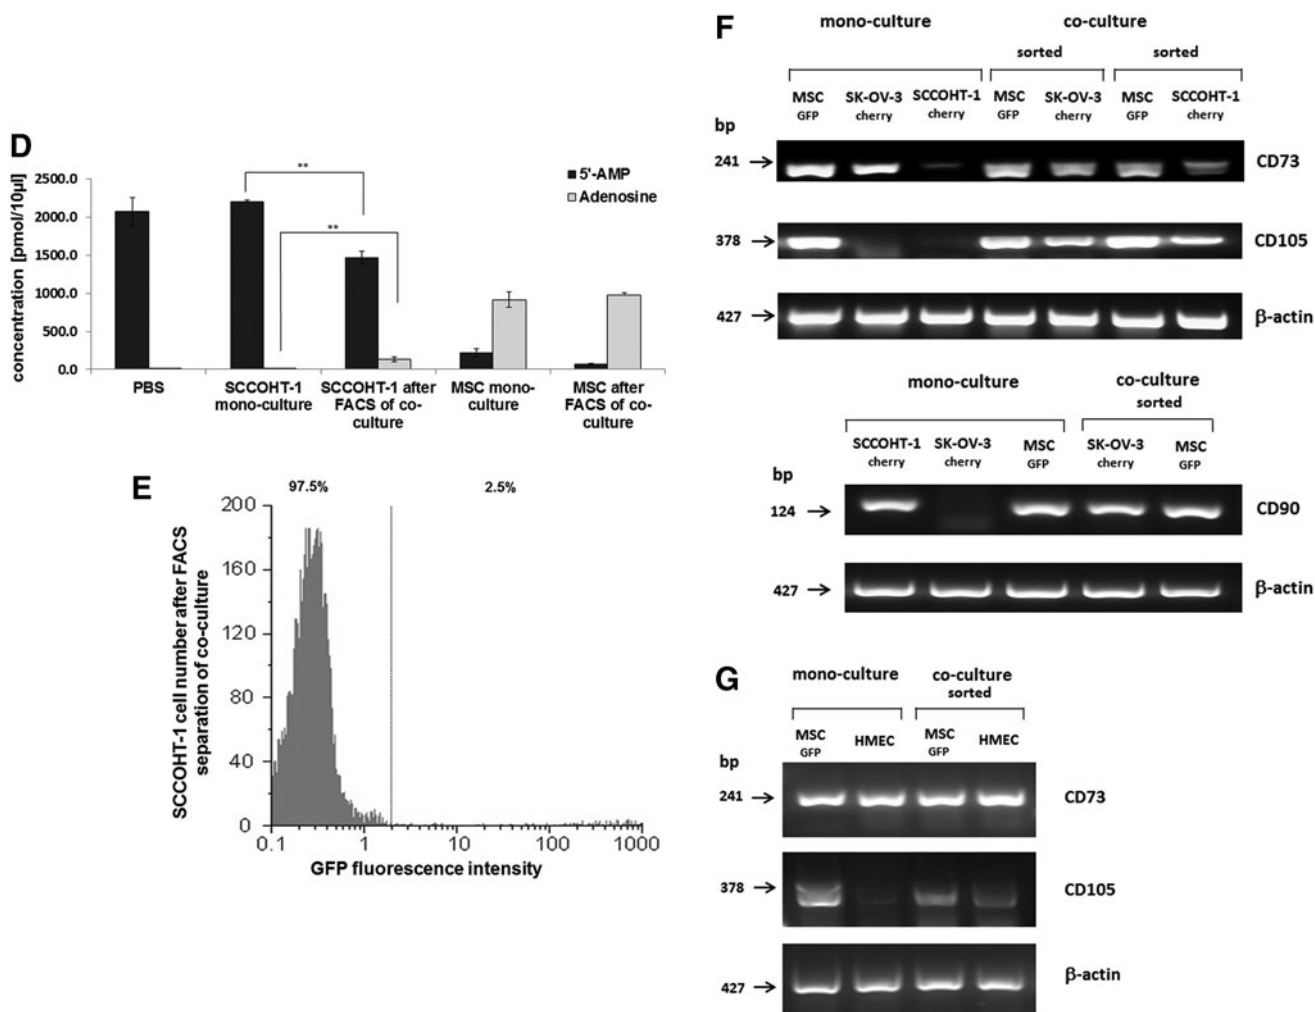 D
** 
**
5'-AMP
Adenosine
concentration [pmol/10µl]
2500.0
2000.0
1500.0
1000.0
500.0
0.0
PBS
SCCOHT-1
mono-culture
SCCOHT-1 after
FACS of co-
culture
MSC mono-
culture
MSC after
FACS of co-
culture
E
97.5%
2.5%
SCCOHT-1 cell number after FACS
separation of co-culture
200
160
120
80
40
0
0.1
1
10
100
1000
GFP fluorescence intensity
F
mono-culture
co-culture
sorted
sorted
MSC
GFP
SK-OV-3
cherry
SCCOHT-1
cherry
MSC
GFP
SK-OV-3
cherry
MSC
GFP
SCCOHT-1
cherry
bp
241 → CD73
378 → CD105
427 → β-actin
mono-culture
co-culture
sorted
SCCOHT-1
cherry
SK-OV-3
cherry
MSC
GFP
SK-OV-3
cherry
MSC
GFP
bp
124 → CD90
427 → β-actin
G
mono-culture
co-culture
sorted
MSC
GFP
HMEC
MSC
GFP
HMEC
bp
241 → CD73
378 → CD105
β-actin
427 →